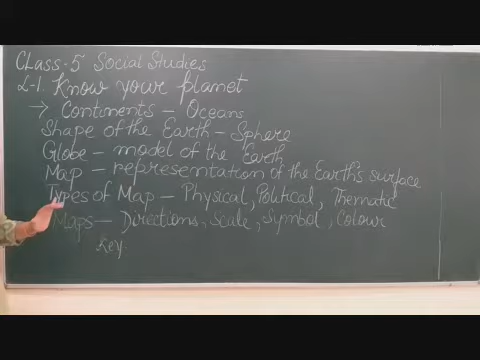 Class-5 Social Studies
L-1. Know your planet
→ Continents – Oceans
Shape of the Earth – Sphere
Globe – model of the Earth
Map – representation of the Earth's surface
Types of Map – Physical, Political, Thematic
Maps – Directions, Scale, Symbol, Colour
Key